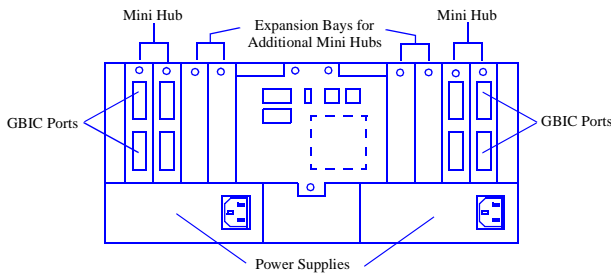 Mini Hub
Expansion Bays for
Additional Mini Hubs
Mini Hub
GBIC Ports
GBIC Ports
Power Supplies